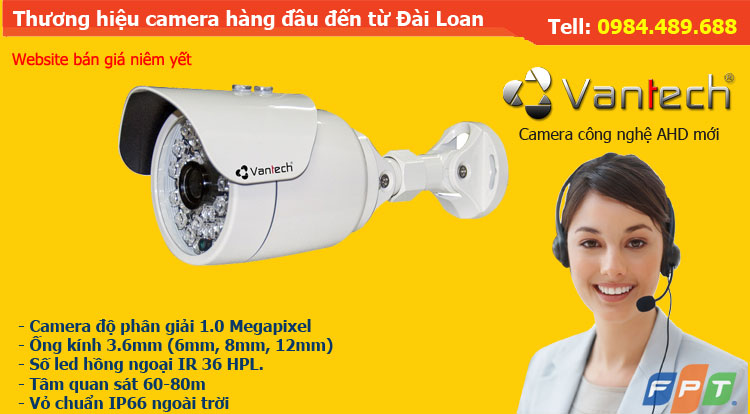 Thương hiệu camera hàng đầu đến từ Đài Loan
Tell: 0984.489.688
Website bán giá niêm yết
Vantech®
Camera công nghệ AHD mới
Vantech
- Camera độ phân giải 1.0 Megapixel
- Ống kính 3.6mm (6mm, 8mm, 12mm)
- Số led hồng ngoại IR 36 HPL.
- Tầm quan sát 60-80m
- Vỏ chuẩn IP66 ngoài trời
FPT